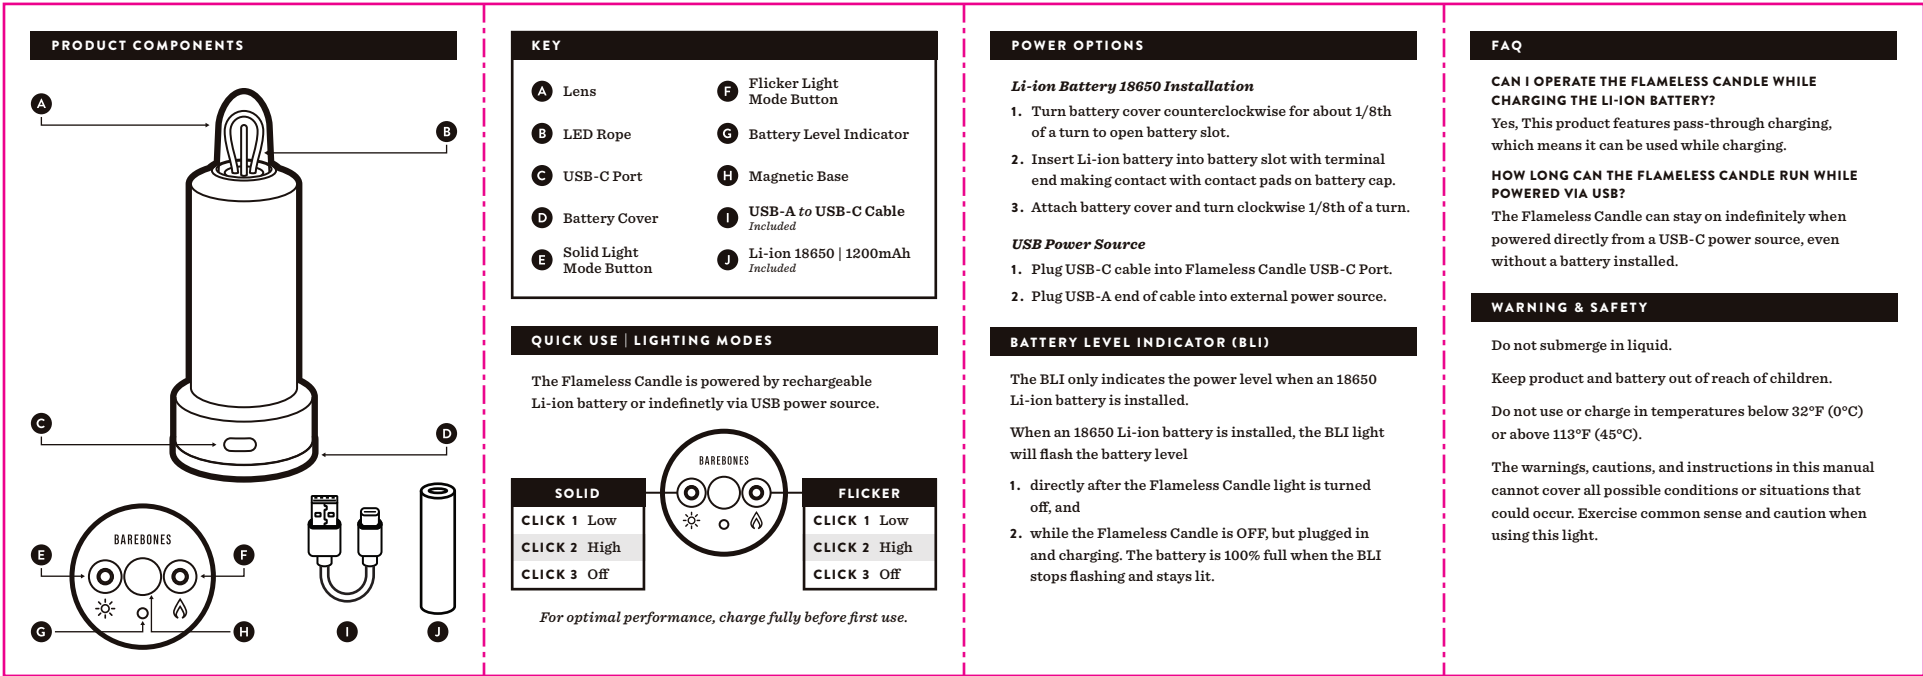 PRODUCT COMPONENTS
A
B
C
D
BAREBONES
E
F
G
H
I
J
KEY
A Lens
B LED Rope
C USB-C Port
D Battery Cover
E Solid Light
Mode Button
F Flicker Light
Mode Button
G Battery Level Indicator
H Magnetic Base
I USB-A to USB-C Cable
Included
J Li-ion 18650 | 1200mAh
Included
QUICK USE | LIGHTING MODES
The Flameless Candle is powered by rechargeable
Li-ion battery or indefinetly via USB power source.
BAREBONES
SOLID
CLICK 1 Low
CLICK 2 High
CLICK 3 Off
FLICKER
CLICK 1 Low
CLICK 2 High
CLICK 3 Off
For optimal performance, charge fully before first use.
POWER OPTIONS
Li-ion Battery 18650 Installation
1. Turn battery cover counterclockwise for about 1/8th
of a turn to open battery slot.
2. Insert Li-ion battery into battery slot with terminal
end making contact with contact pads on battery cap.
3. Attach battery cover and turn clockwise 1/8th of a turn.
USB Power Source
1. Plug USB-C cable into Flameless Candle USB-C Port.
2. Plug USB-A end of cable into external power source.
BATTERY LEVEL INDICATOR (BLI)
The BLI only indicates the power level when an 18650
Li-ion battery is installed.
When an 18650 Li-ion battery is installed, the BLI light
will flash the battery level
1. directly after the Flameless Candle light is turned
off, and
2. while the Flameless Candle is OFF, but plugged in
and charging. The battery is 100% full when the BLI
stops flashing and stays lit.
FAQ
CAN I OPERATE THE FLAMELESS CANDLE WHILE
CHARGING THE LI-ION BATTERY?
Yes, This product features pass-through charging,
which means it can be used while charging.
HOW LONG CAN THE FLAMELESS CANDLE RUN WHILE
POWERED VIA USB?
The Flameless Candle can stay on indefinitely when
powered directly from a USB-C power source, even
without a battery installed.
WARNING & SAFETY
Do not submerge in liquid.
Keep product and battery out of reach of children.
Do not use or charge in temperatures below 32°F (0°C)
or above 113°F (45°C).
The warnings, cautions, and instructions in this manual
cannot cover all possible conditions or situations that
could occur. Exercise common sense and caution when
using this light.